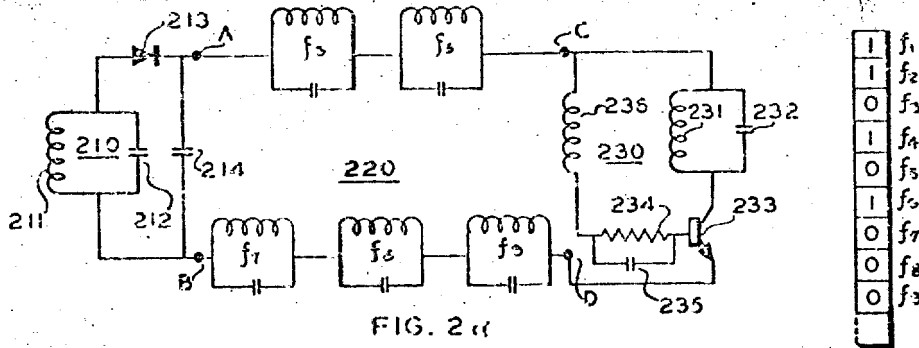 213
A
f₃
f₅
C
236
231
232
210
211
212
214
220
230
234
233
B
f₇
f₈
f₉
D
235
FIG. 2a
1 f₁
1 f₂
0 f₃
1 f₄
0 f₅
1 f₆
0 f₇
0 f₈
0 f₉